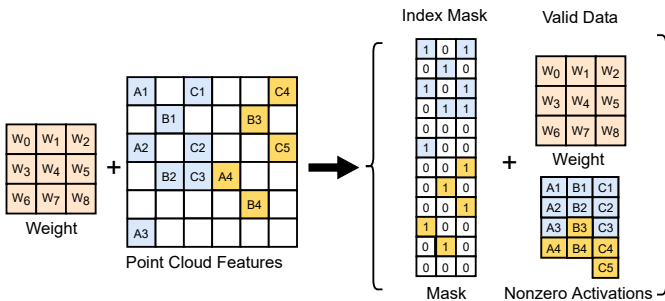 W0 W1 W2
W3 W4 W5
W6 W7 W8
Weight
+
A1 C1 C4
B1 B3
A2 C2 C5
B2 C3 A4
B4
A3
Point Cloud Features
Index Mask
1 0 1
0 1 0
1 0 1
0 1 1
0 0 0
1 0 0
0 0 1
0 1 0
0 0 1
1 0 0
0 1 0
0 0 0
Mask
+
Valid Data
W0 W1 W2
W3 W4 W5
W6 W7 W8
Weight
A1 B1 C1
A2 B2 C2
A3 B3 C3
A4 B4 C4
C5
Nonzero Activations